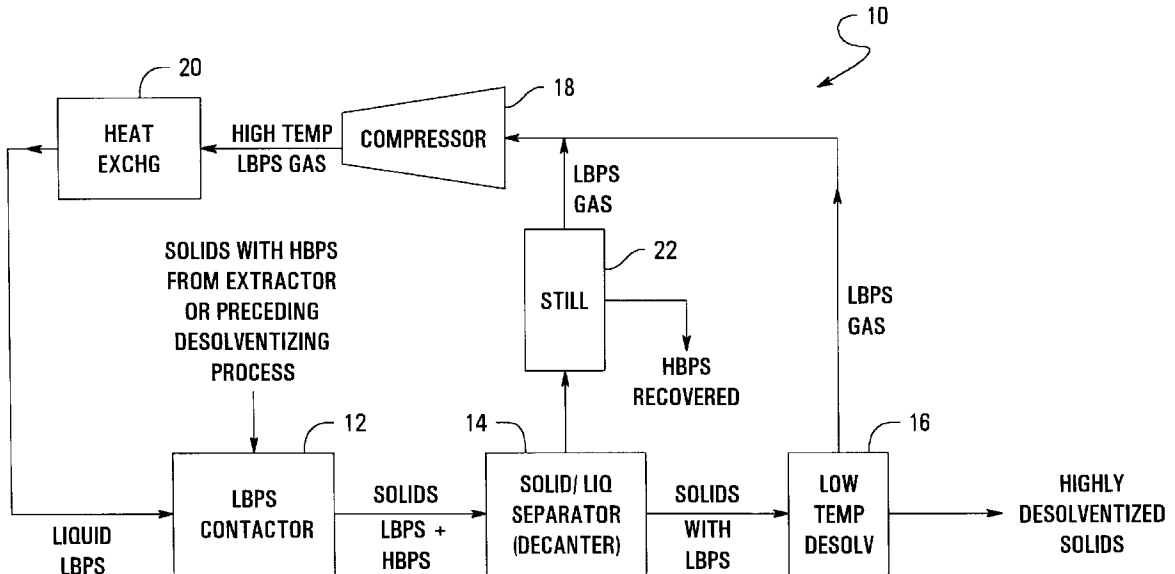 10
20
18
HEAT
EXCHG
HIGH TEMP
LBPS GAS
COMPRESSOR
LBPS
GAS
SOLIDS WITH HBPS
FROM EXTRACTOR
OR PRECEDING
DESOLVENTIZING
PROCESS
22
STILL
LBPS
GAS
HBPS
RECOVERED
12
14
16
LBPS
CONTACTOR
SOLIDS
LBPS +
HBPS
SOLID/ LIQ
SEPARATOR
(DECANTER)
SOLIDS
WITH
LBPS
LOW
TEMP
DESOLV
HIGHLY
DESOLVENTIZED
SOLIDS
LIQUID
LBPS